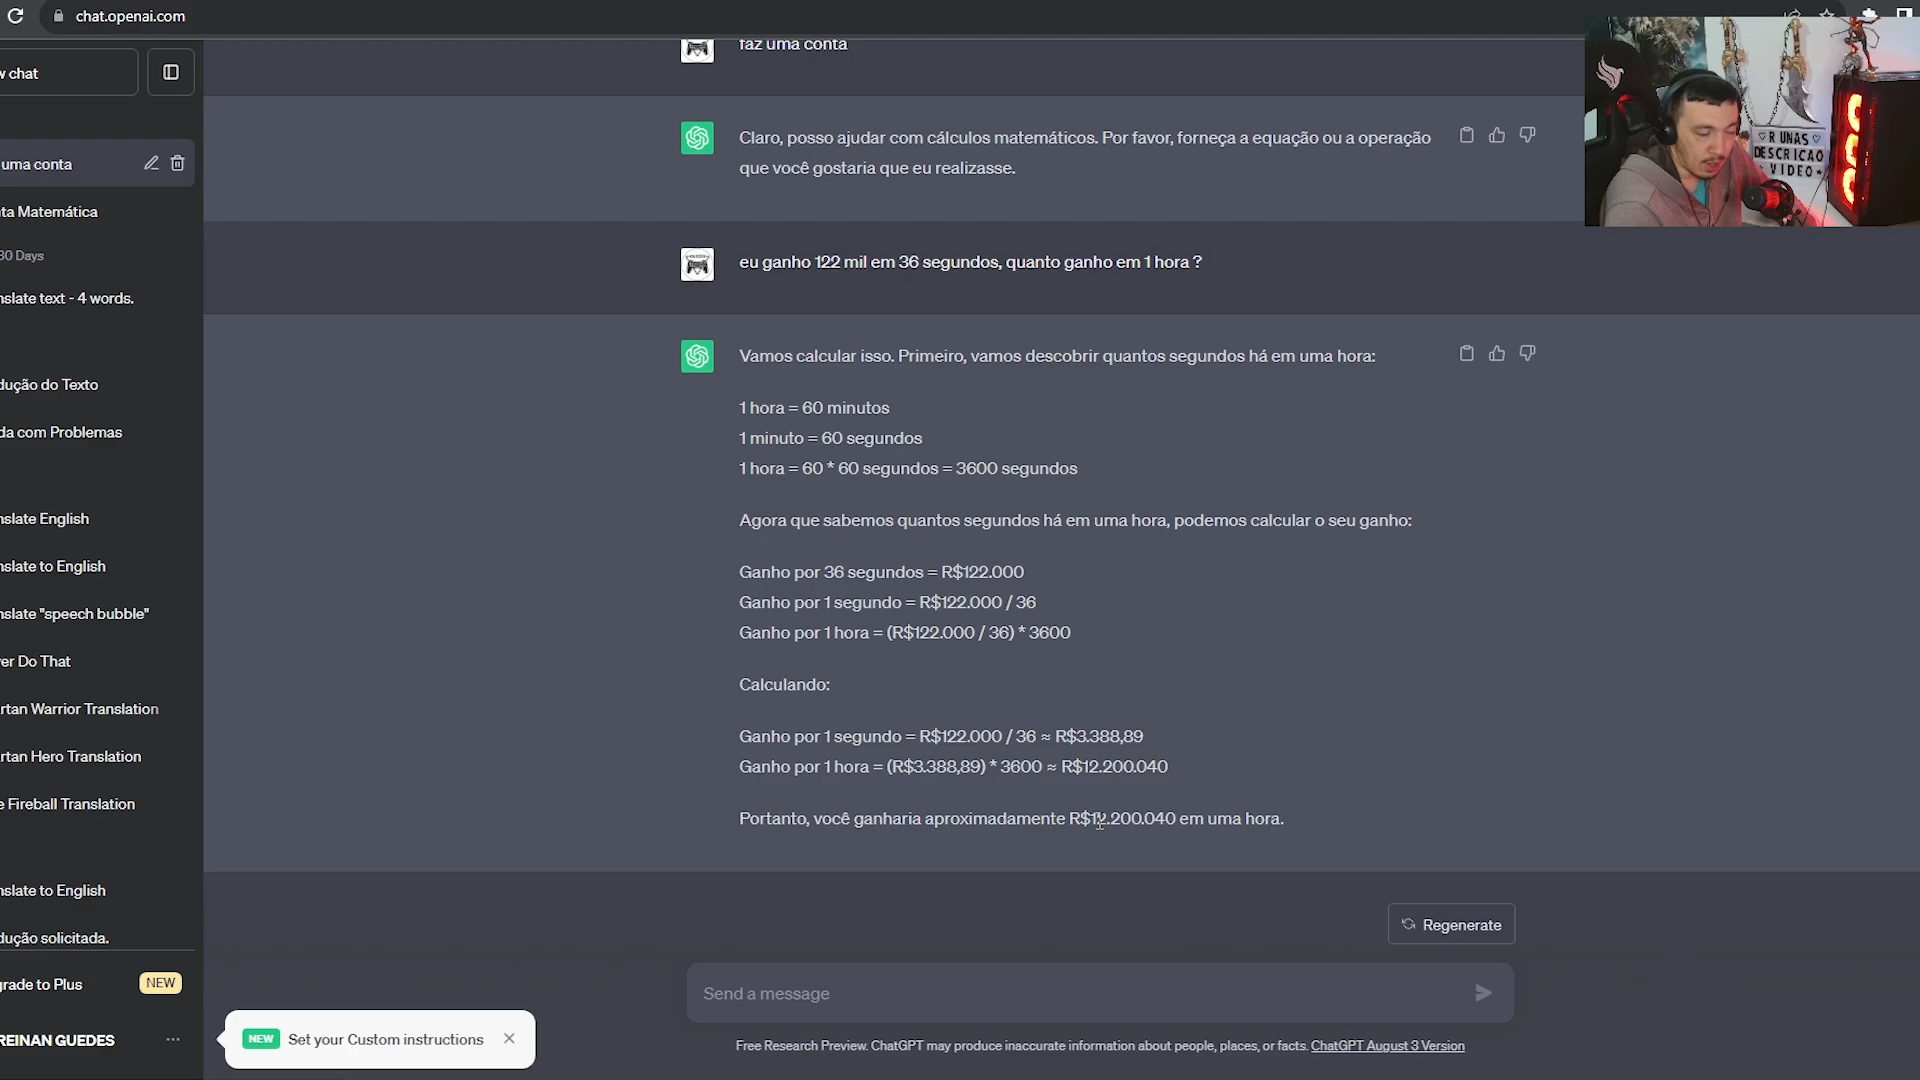 chat.openai.com
w chat
uma conta
ta Matemática
30 Days
nslate text - 4 words.
dução do Texto
da com Problemas
nslate English
nslate to English
nslate "speech bubble"
er Do That
rtan Warrior Translation
rtan Hero Translation
e Fireball Translation
nslate to English
dução solicitada.
grade to Plus
NEW
REINAN GUEDES
faz uma conta
Claro, posso ajudar com cálculos matemáticos. Por favor, forneça a equação ou a operação
que você gostaria que eu realizasse.
eu ganho 122 mil em 36 segundos, quanto ganho em 1 hora ?
Vamos calcular isso. Primeiro, vamos descobrir quantos segundos há em uma hora:
1 hora = 60 minutos
1 minuto = 60 segundos
1 hora = 60 * 60 segundos = 3600 segundos
Agora que sabemos quantos segundos há em uma hora, podemos calcular o seu ganho:
Ganho por 36 segundos = R$122.000
Ganho por 1 segundo = R$122.000 / 36
Ganho por 1 hora = (R$122.000 / 36) * 3600
Calculando:
Ganho por 1 segundo = R$122.000 / 36 ≈ R$3.388,89
Ganho por 1 hora = (R$3.388,89) * 3600 ≈ R$12.200.040
Portanto, você ganharia aproximadamente R$12.200.040 em uma hora.
Regenerate
Send a message
NEW Set your Custom instructions
Free Research Preview. ChatGPT may produce inaccurate information about people, places, or facts. ChatGPT August 3 Version
♡ R UNAS ♡
DESCRICAO
VIDEO